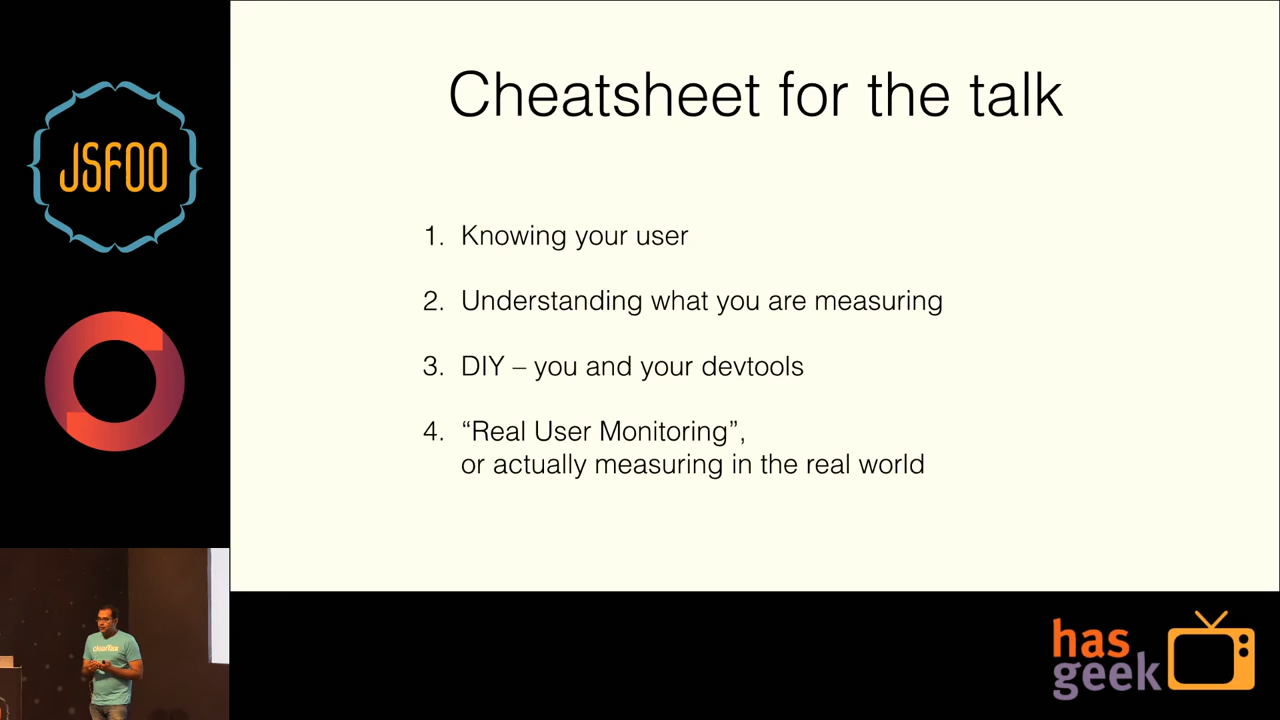 JSFOO
Cheatsheet for the talk
1. Knowing your user
2. Understanding what you are measuring
3. DIY – you and your devtools
4. “Real User Monitoring”,
or actually measuring in the real world
clearTax
has
geek